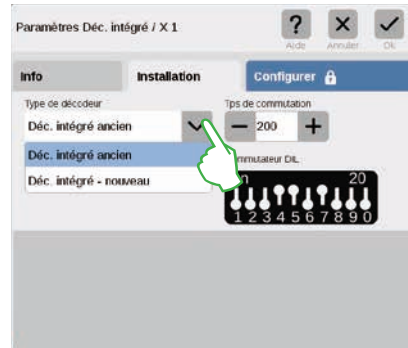 Paramètres Déc. intégré / X 1
Aide Annuler Ok
Info Installation Configurer
Type de décodeur Tps de commutation
Déc. intégré ancien 200
Déc. intégré ancien
Déc. intégré - nouveau
DIL
20
1 2 3 4 5 6 7 8 9 0